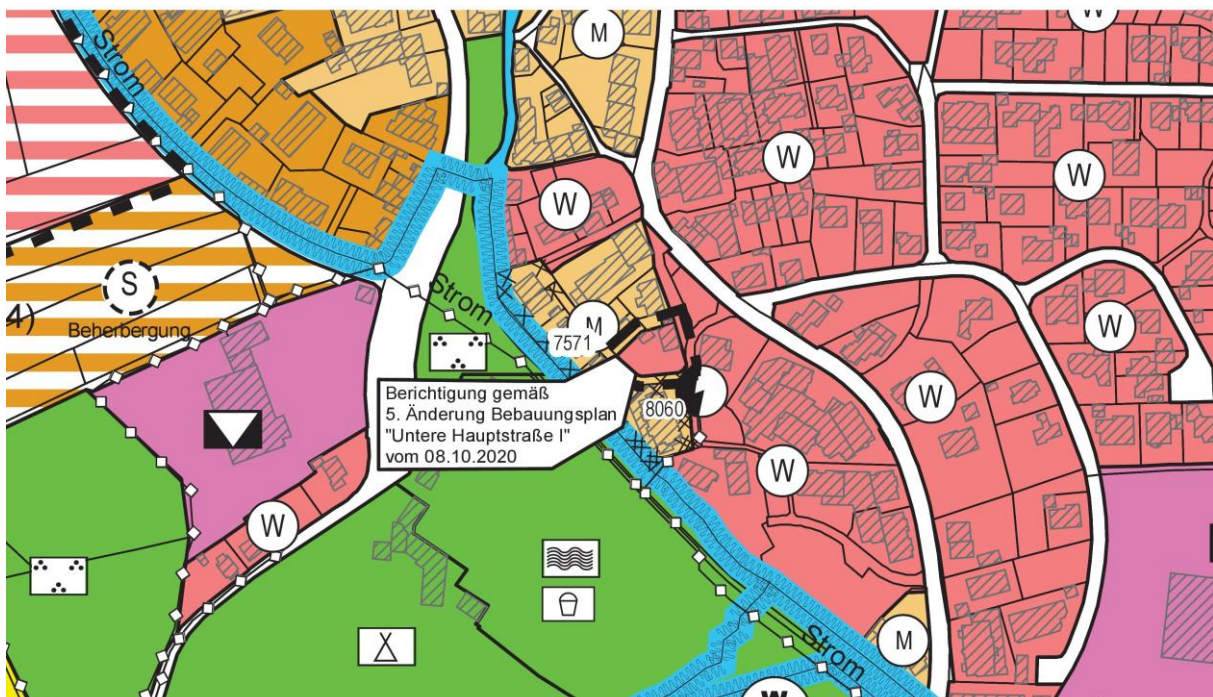 M
W
Strom
W
W
W
S
4)
Beherbergung
Strom
M
7571
W
Berichtigung gemäß
5. Änderung Bebauungsplan
"Untere Hauptstraße I"
vom 08.10.2020
8060
W
W
W
Strom
M
W